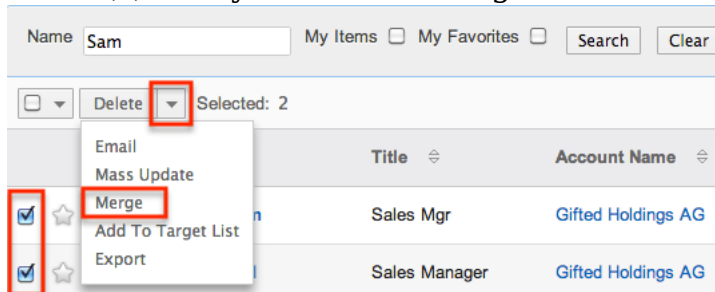 Name Sam My Items My Favorites Search Clear
Delete Selected: 2
Email
Mass Update
Title Account Name
Merge
Sales Mgr Gifted Holdings AG
Add To Target List
Export
Sales Manager Gifted Holdings AG